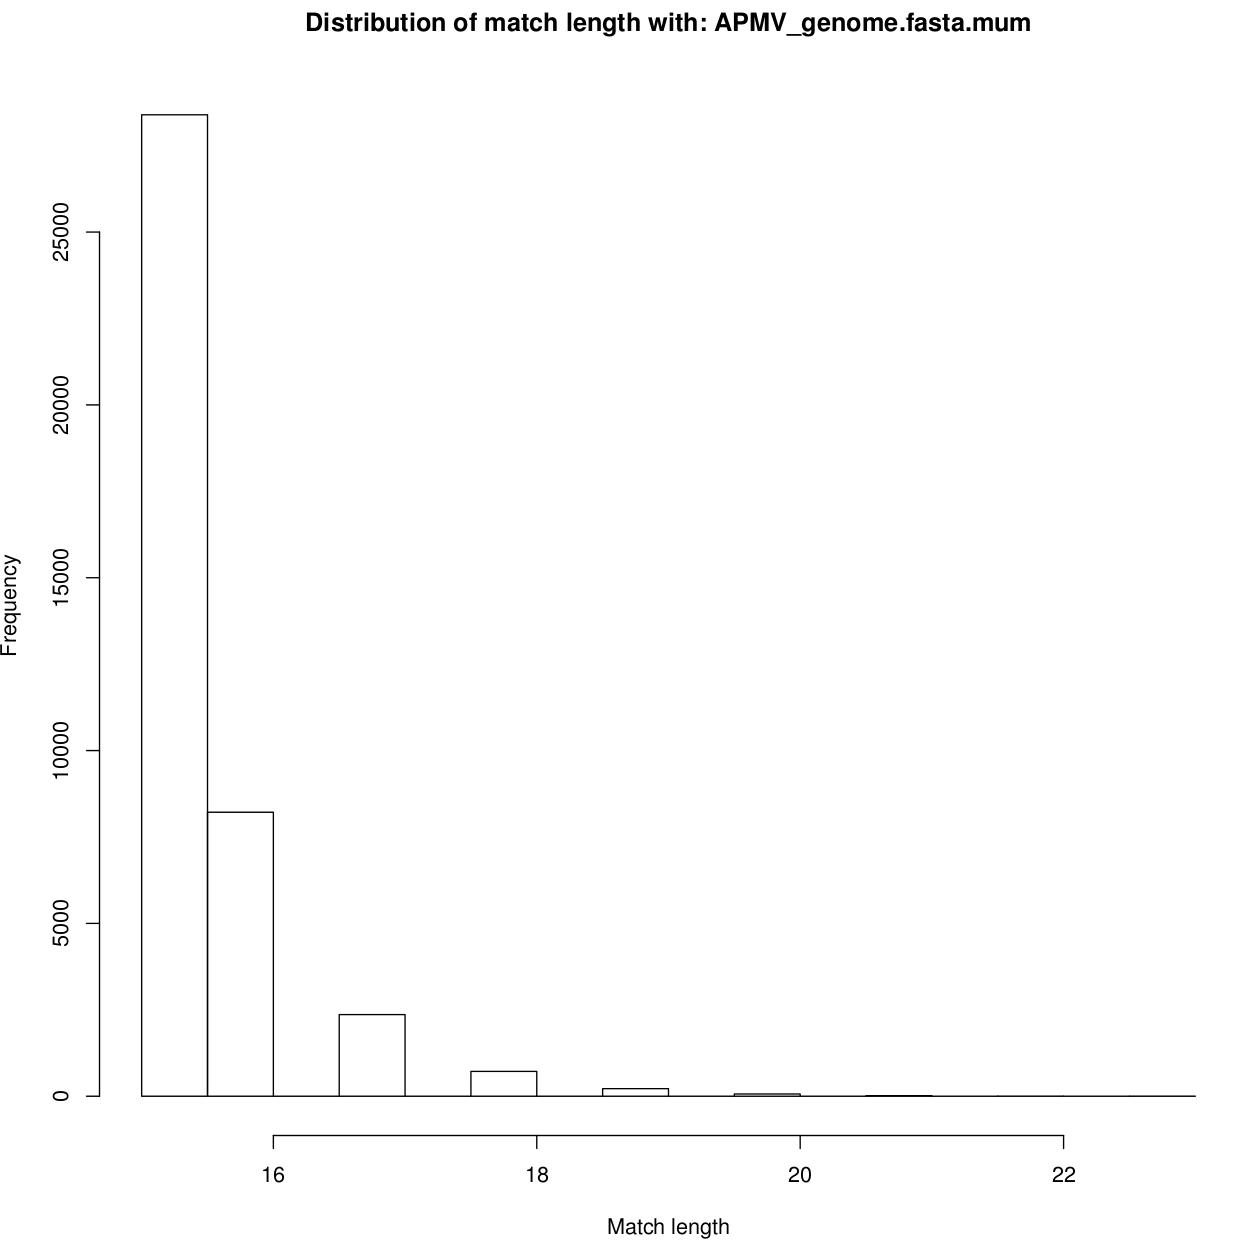 Distribution of match length with: APMV_genome.fasta.mum
25000
20000
15000
10000
5000
0
Frequency
16 18 20 22
Match length